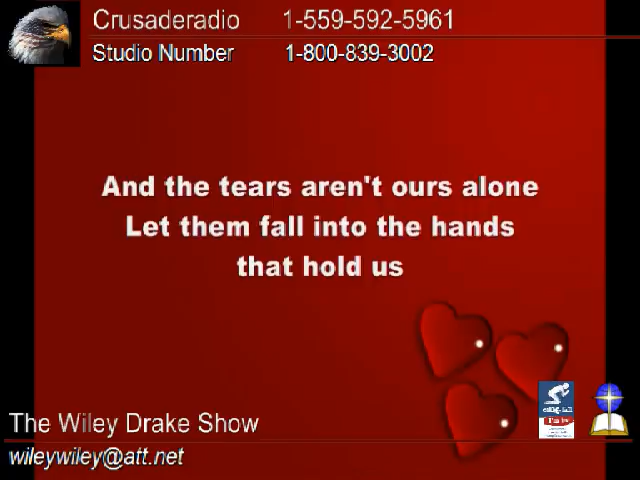 Crusaderadio 1-559-592-5961
Studio Number 1-800-839-3002
And the tears aren't ours alone
Let them fall into the hands
that hold us
The Wiley Drake Show
wileywiley@att.net